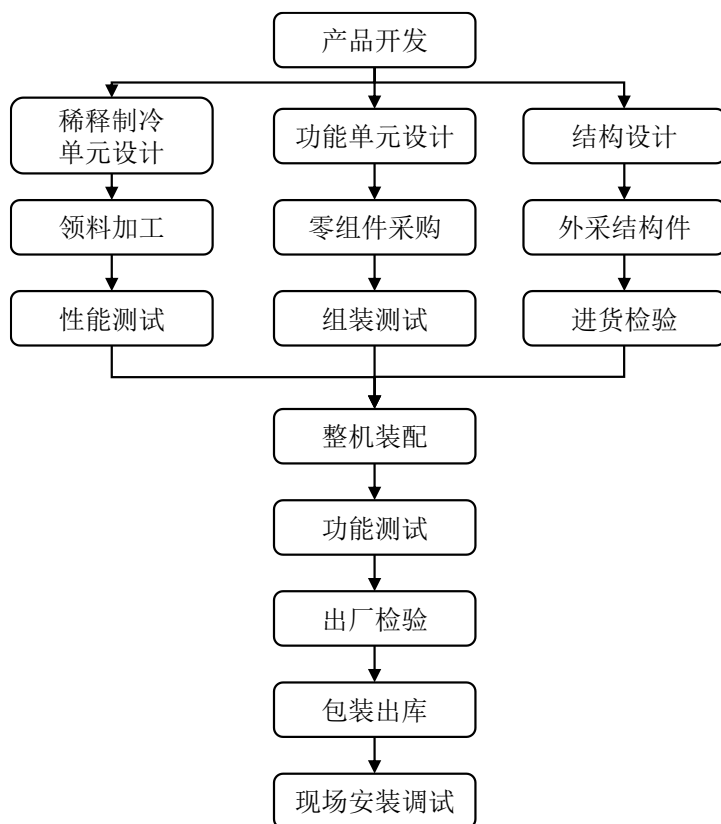 产品开发
稀释制冷
单元设计
功能单元设计
结构设计
领料加工
零组件采购
外采结构件
性能测试
组装测试
进货检验
整机装配
功能测试
出厂检验
包装出库
现场安装调试